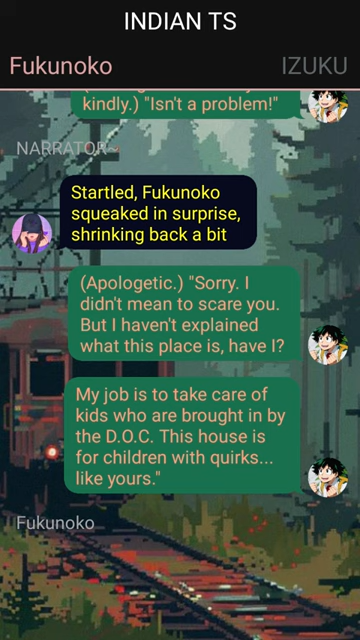 INDIAN TS
Fukunoko
IZUKU
kindly.) "Isn't a problem!"
NARRATOR~
Startled, Fukunoko
squeaked in surprise,
shrinking back a bit
(Apologetic.) "Sorry. I
didn't mean to scare you.
But I haven't explained
what this place is, have I?
My job is to take care of
kids who are brought in by
the D.O.C. This house is
for children with quirks...
like yours."
Fukunoko